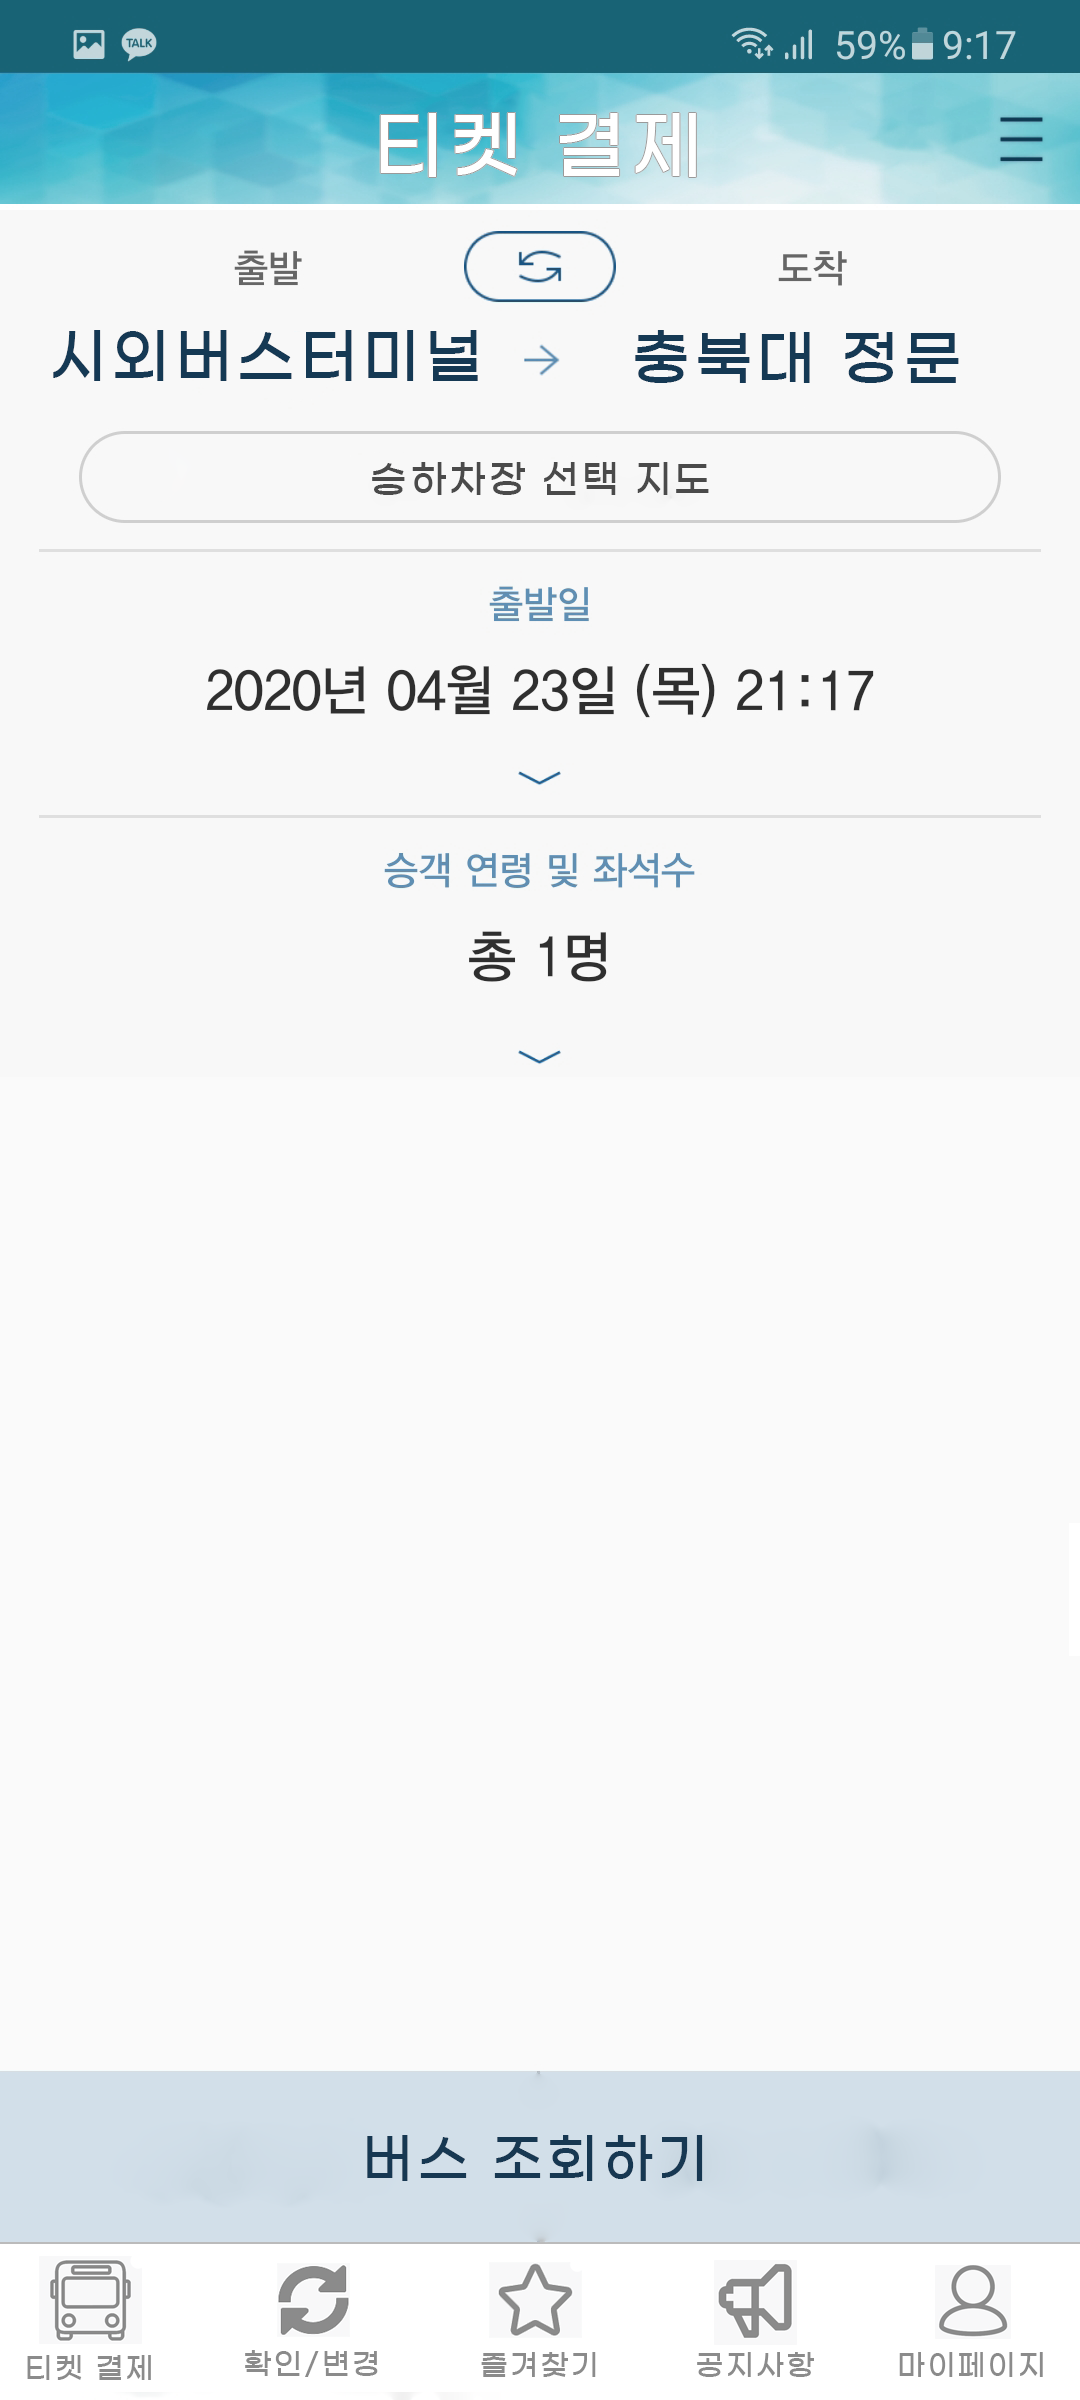 TALK 59% 9:17
티켓 결제
출발 도착
시외버스터미널 → 충북대 정문
승하차장 선택 지도
출발일
2020년 04월 23일 (목) 21:17
승객 연령 및 좌석수
총 1명
버스 조회하기
티켓 결제 확인/변경 즐겨찾기 공지사항 마이페이지